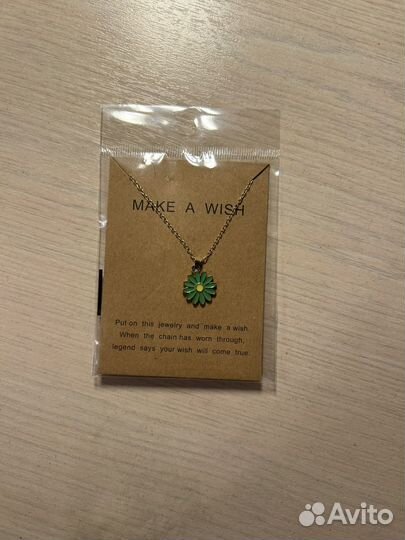 MAKE A WISH
Put on this jewelry and make a wish.
When the chain has worn through,
legend says your wish will come true.
Avito